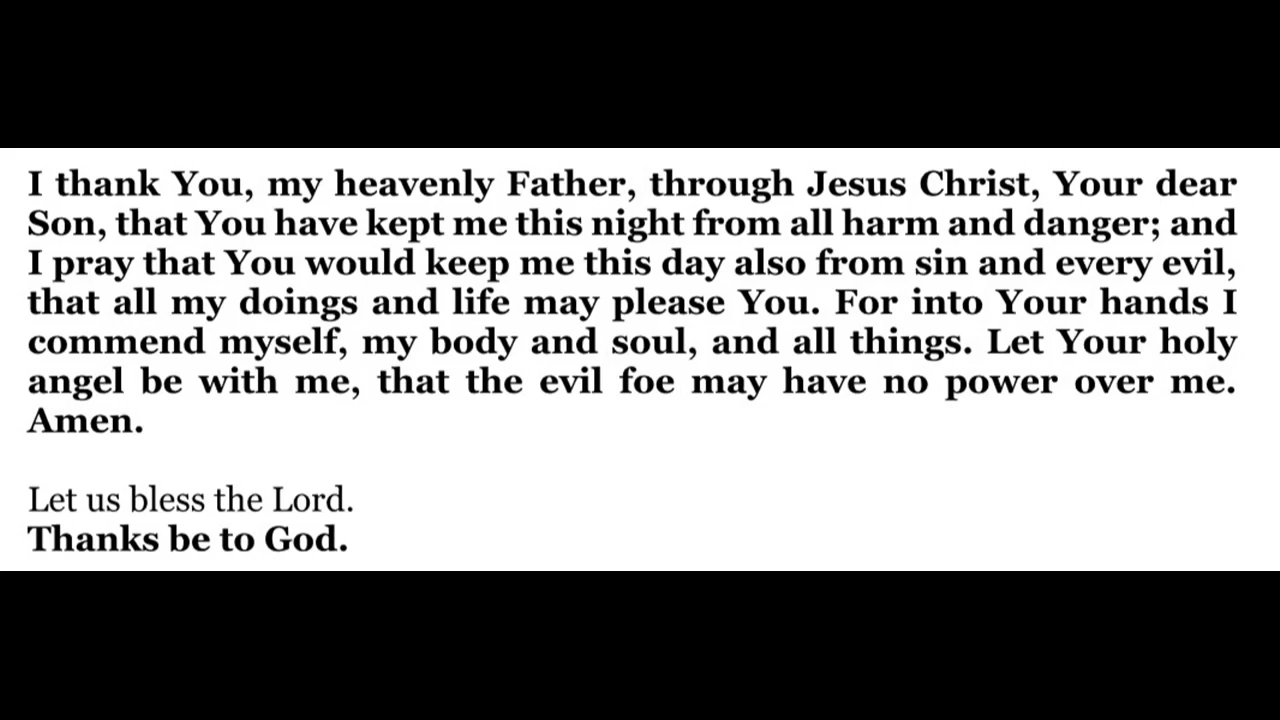 I thank You, my heavenly Father, through Jesus Christ, Your dear
Son, that You have kept me this night from all harm and danger; and
I pray that You would keep me this day also from sin and every evil,
that all my doings and life may please You. For into Your hands I
commend myself, my body and soul, and all things. Let Your holy
angel be with me, that the evil foe may have no power over me.
Amen.
Let us bless the Lord.
Thanks be to God.